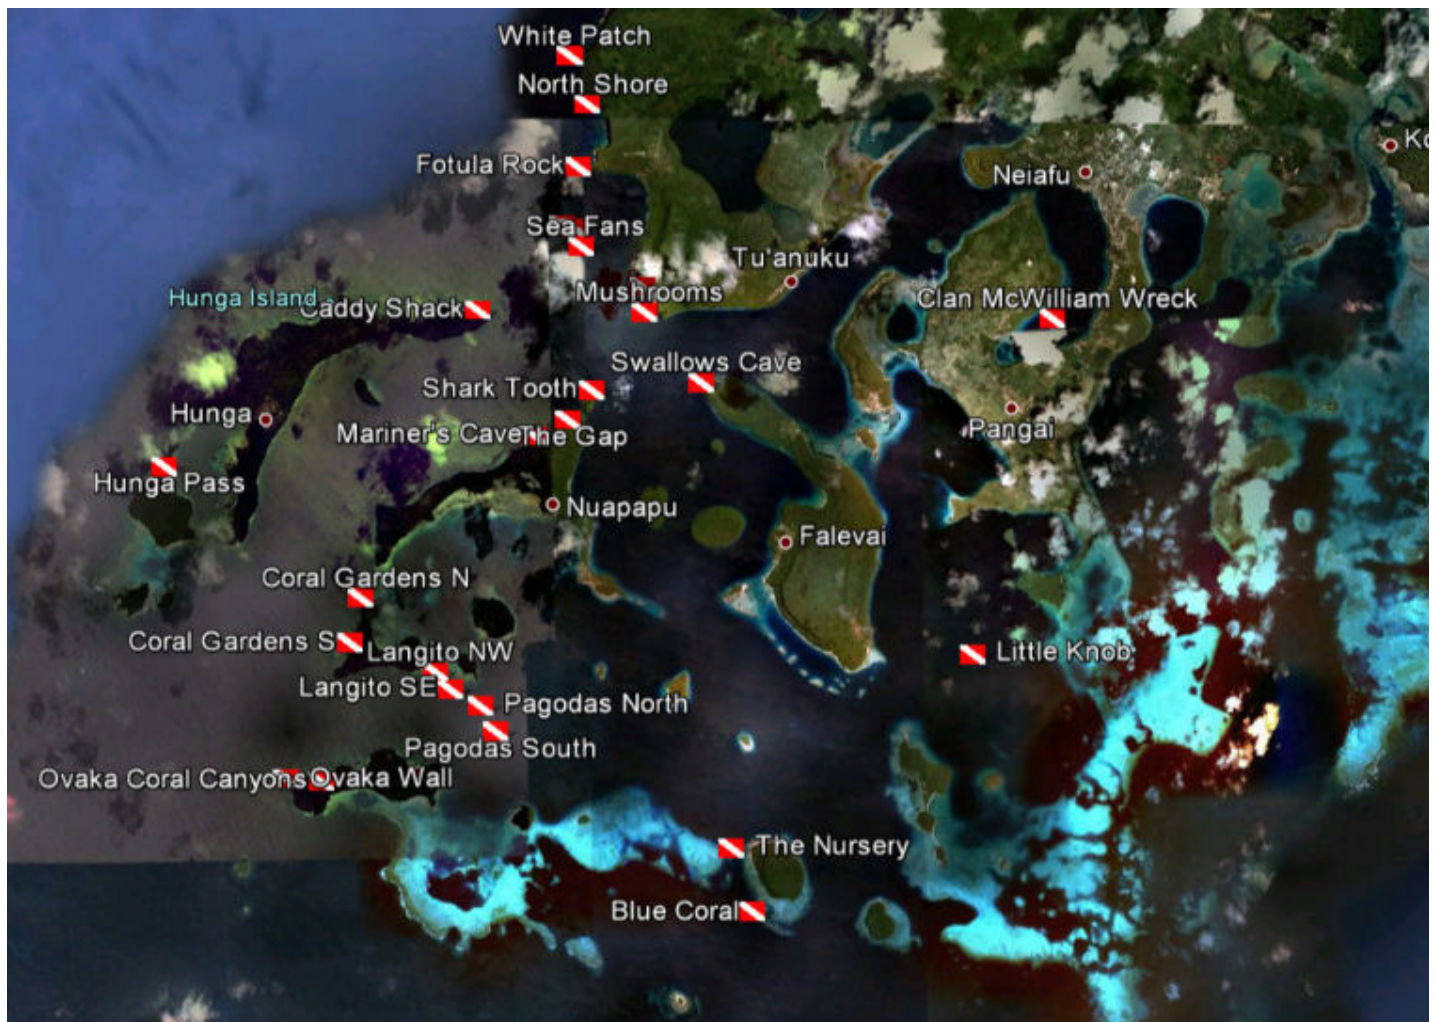 White Patch
North Shore
Fotula Rock
Neiafu
Sea Fans
Tu'anuku
Mushrooms
Hunga Island
Caddy Shack
Clan McWilliam Wreck
Swallows Cave
Shark Tooth
Hunga
Mariner's Cave
The Gap
Pangai
Hunga Pass
Nuapapu
Falevai
Coral Gardens N
Coral Gardens S
Langito NW
Little Knob
Langito SE
Pagodas North
Pagodas South
Ovaka Coral Canyons
Ovaka Wall
The Nursery
Blue Coral